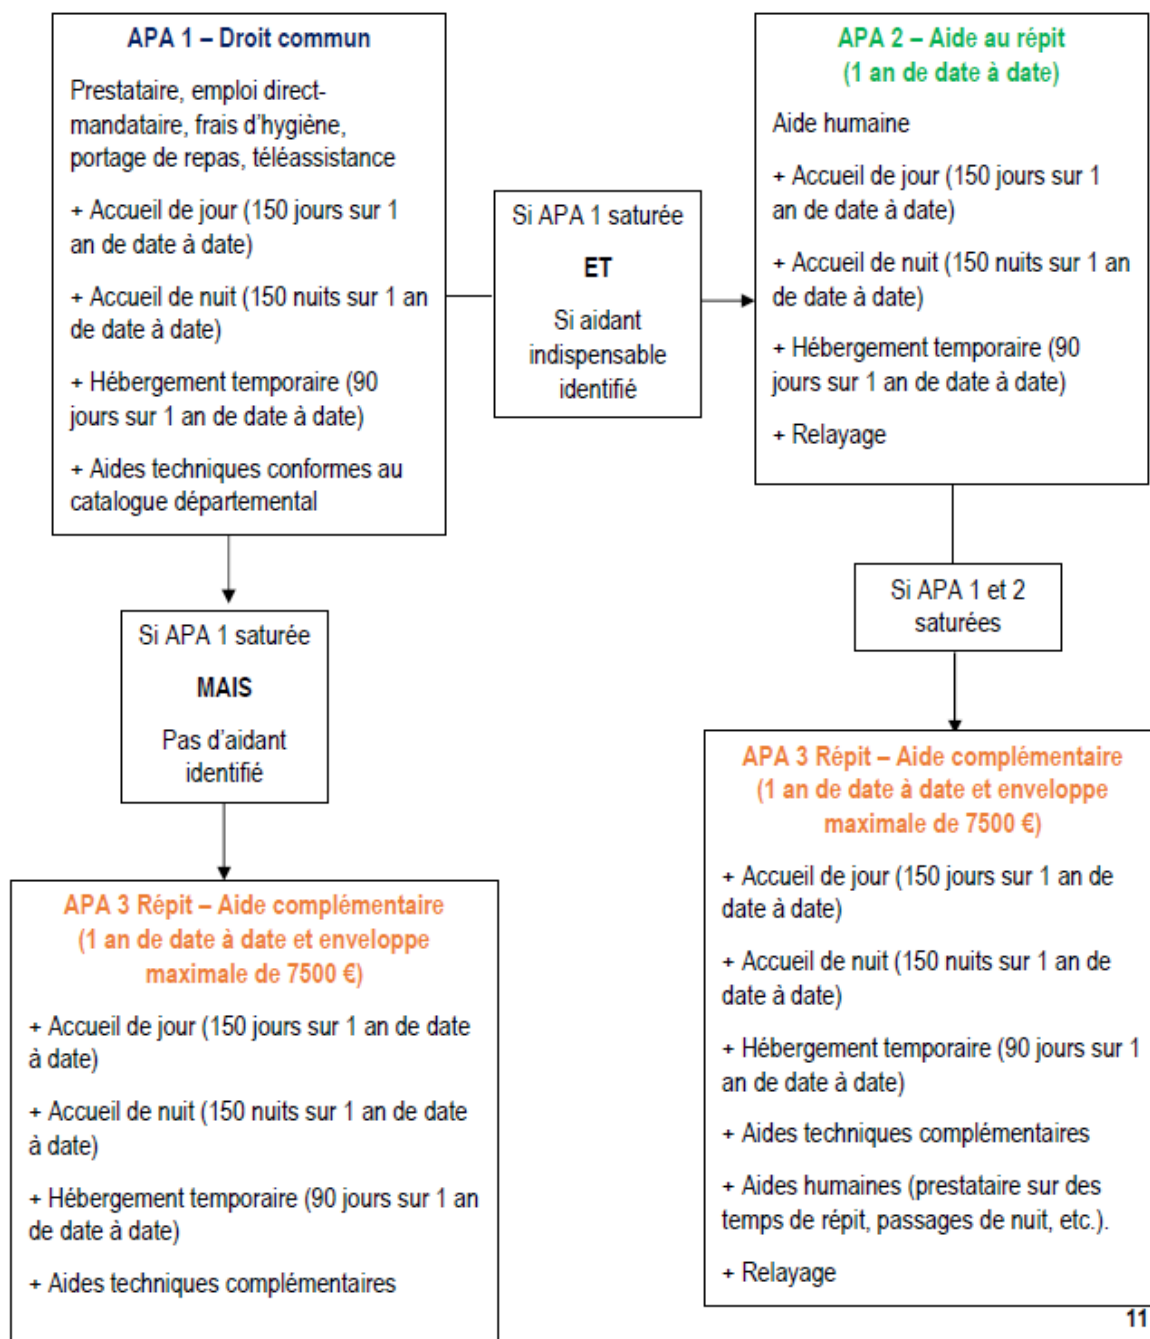 APA 1 – Droit commun
Prestataire, emploi direct-
mandataire, frais d'hygiène,
portage de repas, téléassistance
+ Accueil de jour (150 jours sur 1
an de date à date)
+ Accueil de nuit (150 nuits sur 1 an
de date à date)
+ Hébergement temporaire (90
jours sur 1 an de date à date)
+ Aides techniques conformes au
catalogue départemental
Si APA 1 saturée
ET
Si aidant
indispensable
identifié
APA 2 – Aide au répit
(1 an de date à date)
Aide humaine
+ Accueil de jour (150 jours sur 1
an de date à date)
+ Accueil de nuit (150 nuits sur 1 an
de date à date)
+ Hébergement temporaire (90
jours sur 1 an de date à date)
+ Relayage
Si APA 1 saturée
MAIS
Pas d'aidant
identifié
Si APA 1 et 2
saturées
APA 3 Répit – Aide complémentaire
(1 an de date à date et enveloppe
maximale de 7500 €)
+ Accueil de jour (150 jours sur 1 an de date
à date)
+ Accueil de nuit (150 nuits sur 1 an de date
à date)
+ Hébergement temporaire (90 jours sur 1 an
de date à date)
+ Aides techniques complémentaires
APA 3 Répit – Aide complémentaire
(1 an de date à date et enveloppe
maximale de 7500 €)
+ Accueil de jour (150 jours sur 1 an de
date à date)
+ Accueil de nuit (150 nuits sur 1 an de
date à date)
+ Hébergement temporaire (90 jours sur 1
an de date à date)
+ Aides techniques complémentaires
+ Aides humaines (prestataire sur des
temps de répit, passages de nuit, etc.).
+ Relayage
11